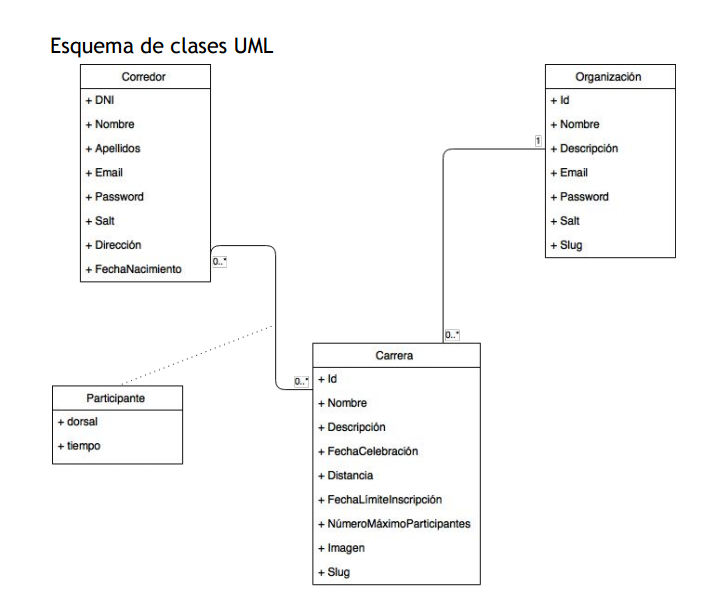 Esquema de clases UML
Corredor
+ DNI
+ Nombre
+ Apellidos
+ Email
+ Password
+ Salt
+ Dirección
+ FechaNacimiento
0..*
Organización
+ Id
+ Nombre
+ Descripción
+ Email
+ Password
+ Salt
+ Slug
1
0..*
Participante
+ dorsal
+ tiempo
0..*
Carrera
+ Id
+ Nombre
+ Descripción
+ FechaCelebración
+ Distancia
+ FechaLímiteInscripción
+ NúmeroMáximoParticipantes
+ Imagen
+ Slug